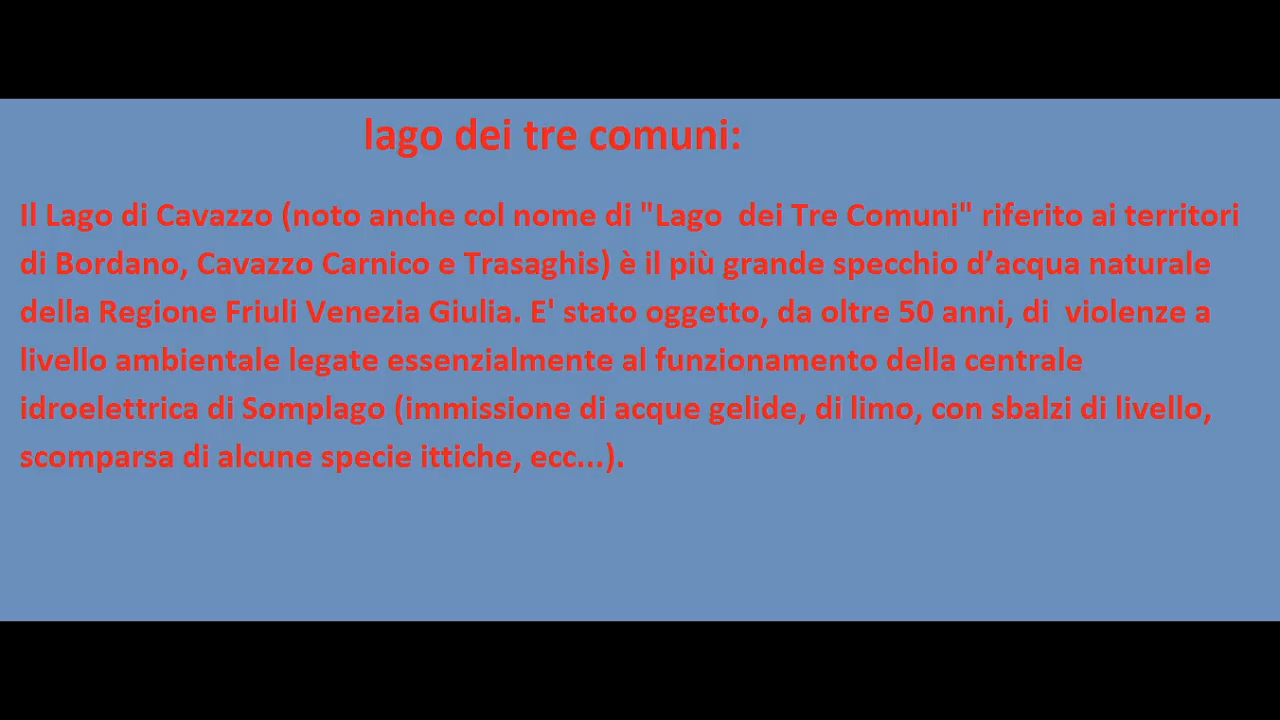 lago dei tre comuni:
Il Lago di Cavazzo (noto anche col nome di "Lago  dei Tre Comuni" riferito ai territori
di Bordano, Cavazzo Carnico e Trasaghis) è il più grande specchio d’acqua naturale
della Regione Friuli Venezia Giulia. E' stato oggetto, da oltre 50 anni, di  violenze a
livello ambientale legate essenzialmente al funzionamento della centrale
idroelettrica di Somplago (immissione di acque gelide, di limo, con sbalzi di livello,
scomparsa di alcune specie ittiche, ecc...).